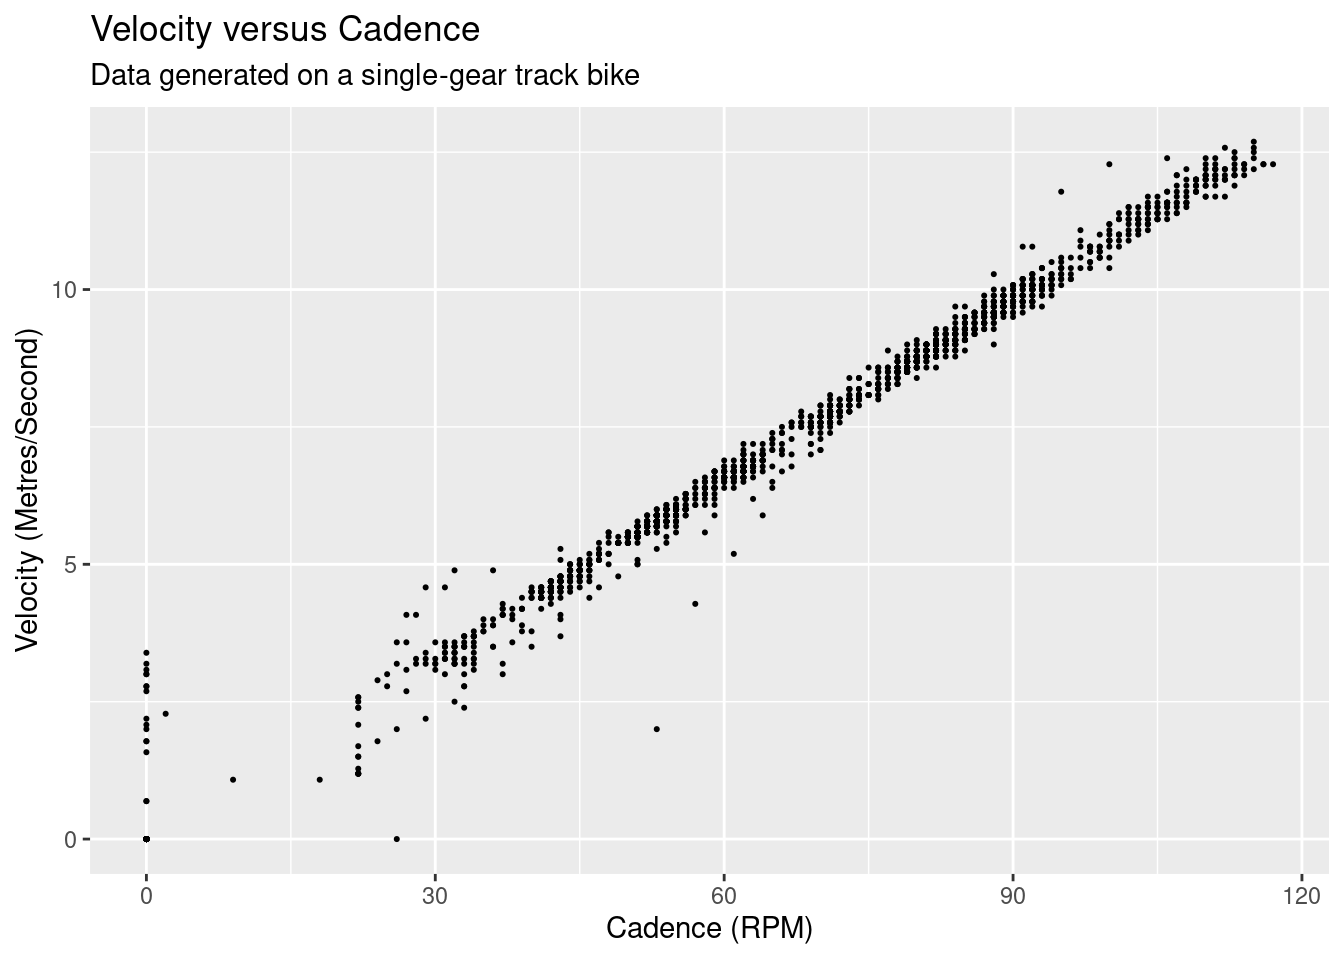 Velocity versus Cadence
Data generated on a single-gear track bike
Velocity (Metres/Second)
10
5
0
0 30 60 90 120
Cadence (RPM)